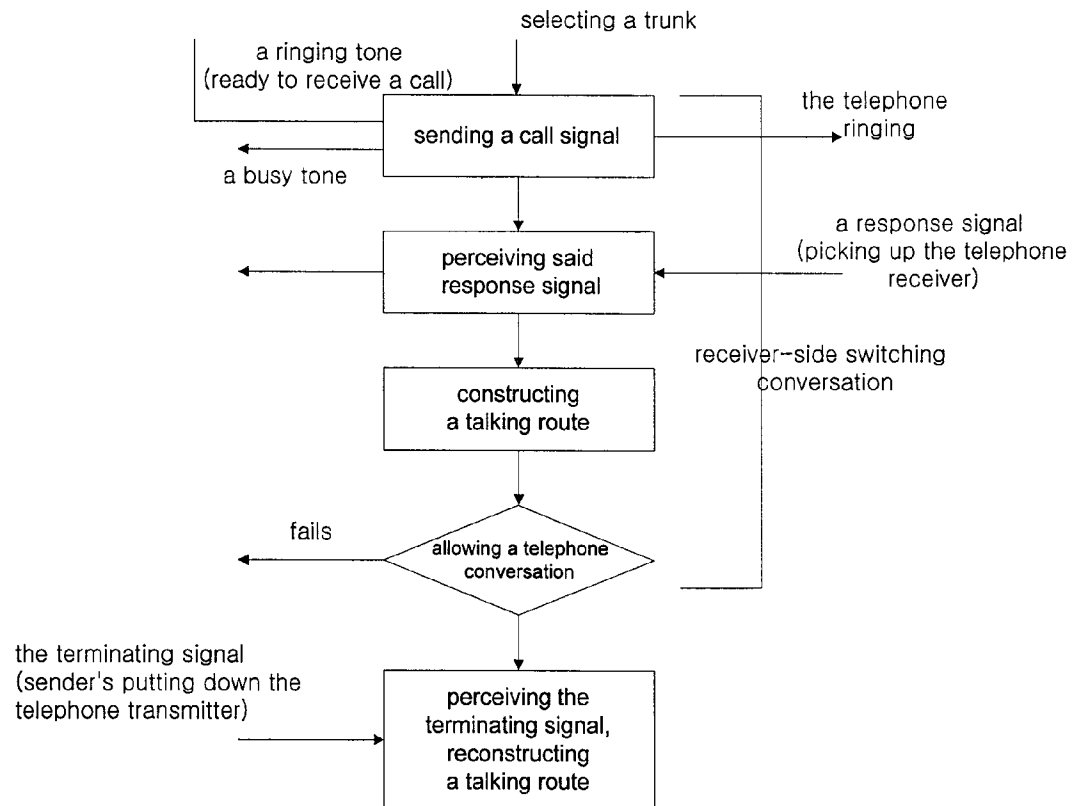 selecting a trunk
a ringing tone
(ready to receive a call)
the telephone
ringing
sending a call signal
a busy tone
a response signal
(picking up the telephone
receiver)
perceiving said
response signal
receiver-side switching
conversation
constructing
a talking route
fails
allowing a telephone
conversation
the terminating signal
(sender's putting down the
telephone transmitter)
perceiving the
terminating signal,
reconstructing
a talking route